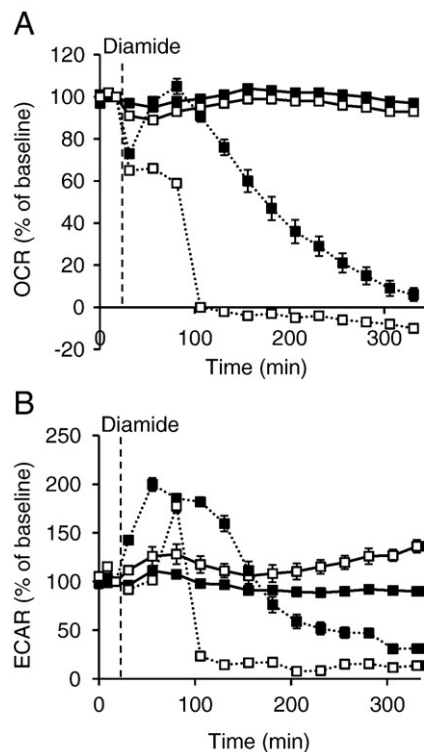 A
Diamide
120
100
80
60
40
20
0
-20
OCR (% of baseline)
0 100 200 300
Time (min)
B
Diamide
250
200
150
100
50
0
ECAR (% of baseline)
0 100 200 300
Time (min)